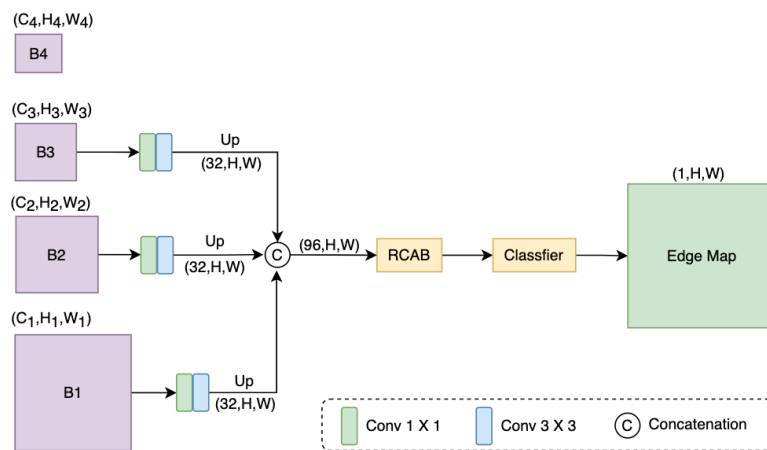 (C₄,H₄,W₄)
B4
(C₃,H₃,W₃)
B3
Up
(32,H,W)
(C₂,H₂,W₂)
B2
Up
(32,H,W)
C
(96,H,W)
RCAB
Classfier
(1,H,W)
Edge Map
(C₁,H₁,W₁)
B1
Up
(32,H,W)
Conv 1 X 1
Conv 3 X 3
C
Concatenation